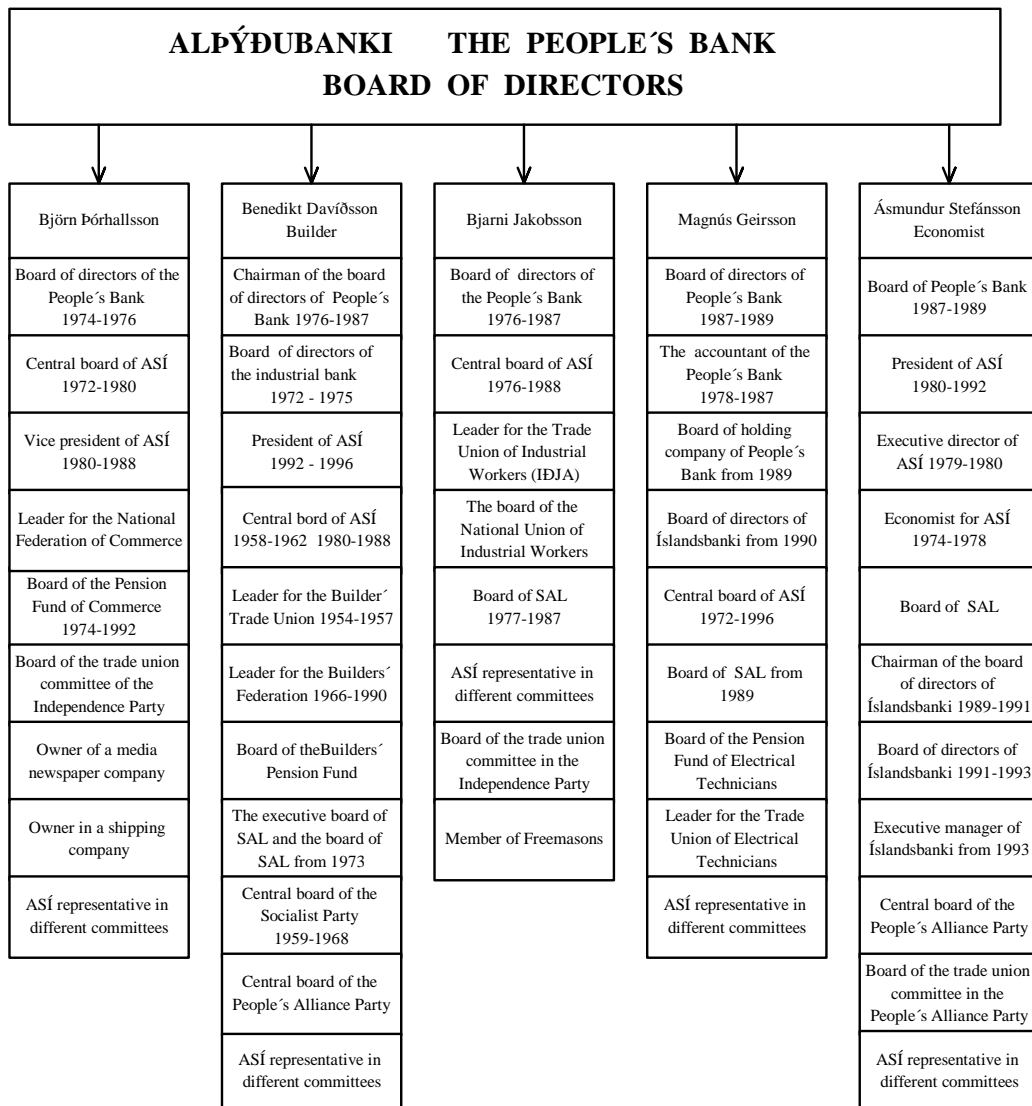 ALÞÝÐUBANKI THE PEOPLE´S BANK
BOARD OF DIRECTORS
Björn Þórhallsson
Board of directors of the
People´s Bank
1974-1976
Central board of ASÍ
1972-1980
Vice president of ASÍ
1980-1988
Leader for the National
Federation of Commerce
Board of the Pension
Fund of Commerce
1974-1992
Board of the trade union
committee of the
Independence Party
Owner of a media
newspaper company
Owner in a shipping
company
ASÍ representative in
different committees
Benedikt Davíðsson
Builder
Chairman of the board
of directors of People´s
Bank 1976-1987
Board of directors of
the industrial bank
1972 - 1975
President of ASÍ
1992 - 1996
Central bord of ASÍ
1958-1962 1980-1988
Leader for the Builder´
Trade Union 1954-1957
Leader for the Builders´
Federation 1966-1990
Board of theBuilders´
Pension Fund
The executive board of
SAL and the board of
SAL from 1973
Central board of the
Socialist Party
1959-1968
Central board of the
People´s Alliance Party
ASÍ representative in
different committees
Bjarni Jakobsson
Board of directors of
the People´s Bank
1976-1987
Central board of ASÍ
1976-1988
Leader for the Trade
Union of Industrial
Workers (IÐJA)
The board of the
National Union of
Industrial Workers
Board of SAL
1977-1987
ASÍ representative in
different committees
Board of the trade union
committee in the
Independence Party
Member of Freemasons
Magnús Geirsson
Board of directors of
People´s Bank
1987-1989
The accountant of the
People´s Bank
1978-1987
Board of holding
company of People´s
Bank from 1989
Board of directors of
Íslandsbanki from 1990
Central board of ASÍ
1972-1996
Board of SAL from
1989
Board of the Pension
Fund of Electrical
Technicians
Leader for the Trade
Union of Electrical
Technicians
ASÍ representative in
different committees
Ásmundur Stefánsson
Economist
Board of People´s Bank
1987-1989
President of ASÍ
1980-1992
Executive director of
ASÍ 1979-1980
Economist for ASÍ
1974-1978
Board of SAL
Chairman of the board
of directors of
Íslandsbanki 1989-1991
Board of directors of
Íslandsbanki 1991-1993
Executive manager of
Íslandsbanki from 1993
Central board of the
People´s Alliance Party
Board of the trade union
committee in the
People´s Alliance Party
ASÍ representative in
different committees